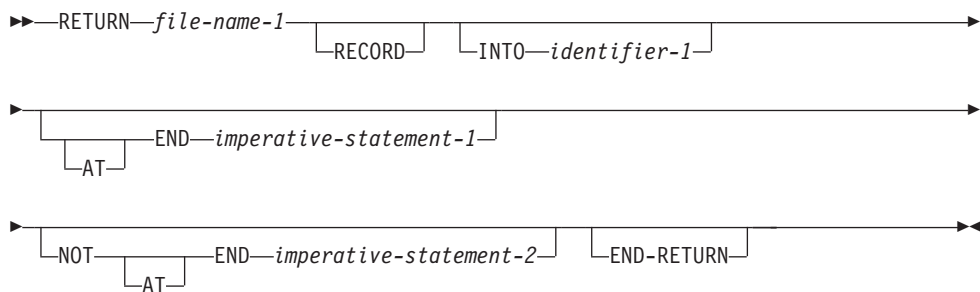 RETURN file-name-1 RECORD INTO identifier-1
AT END imperative-statement-1
NOT AT END imperative-statement-2 END-RETURN